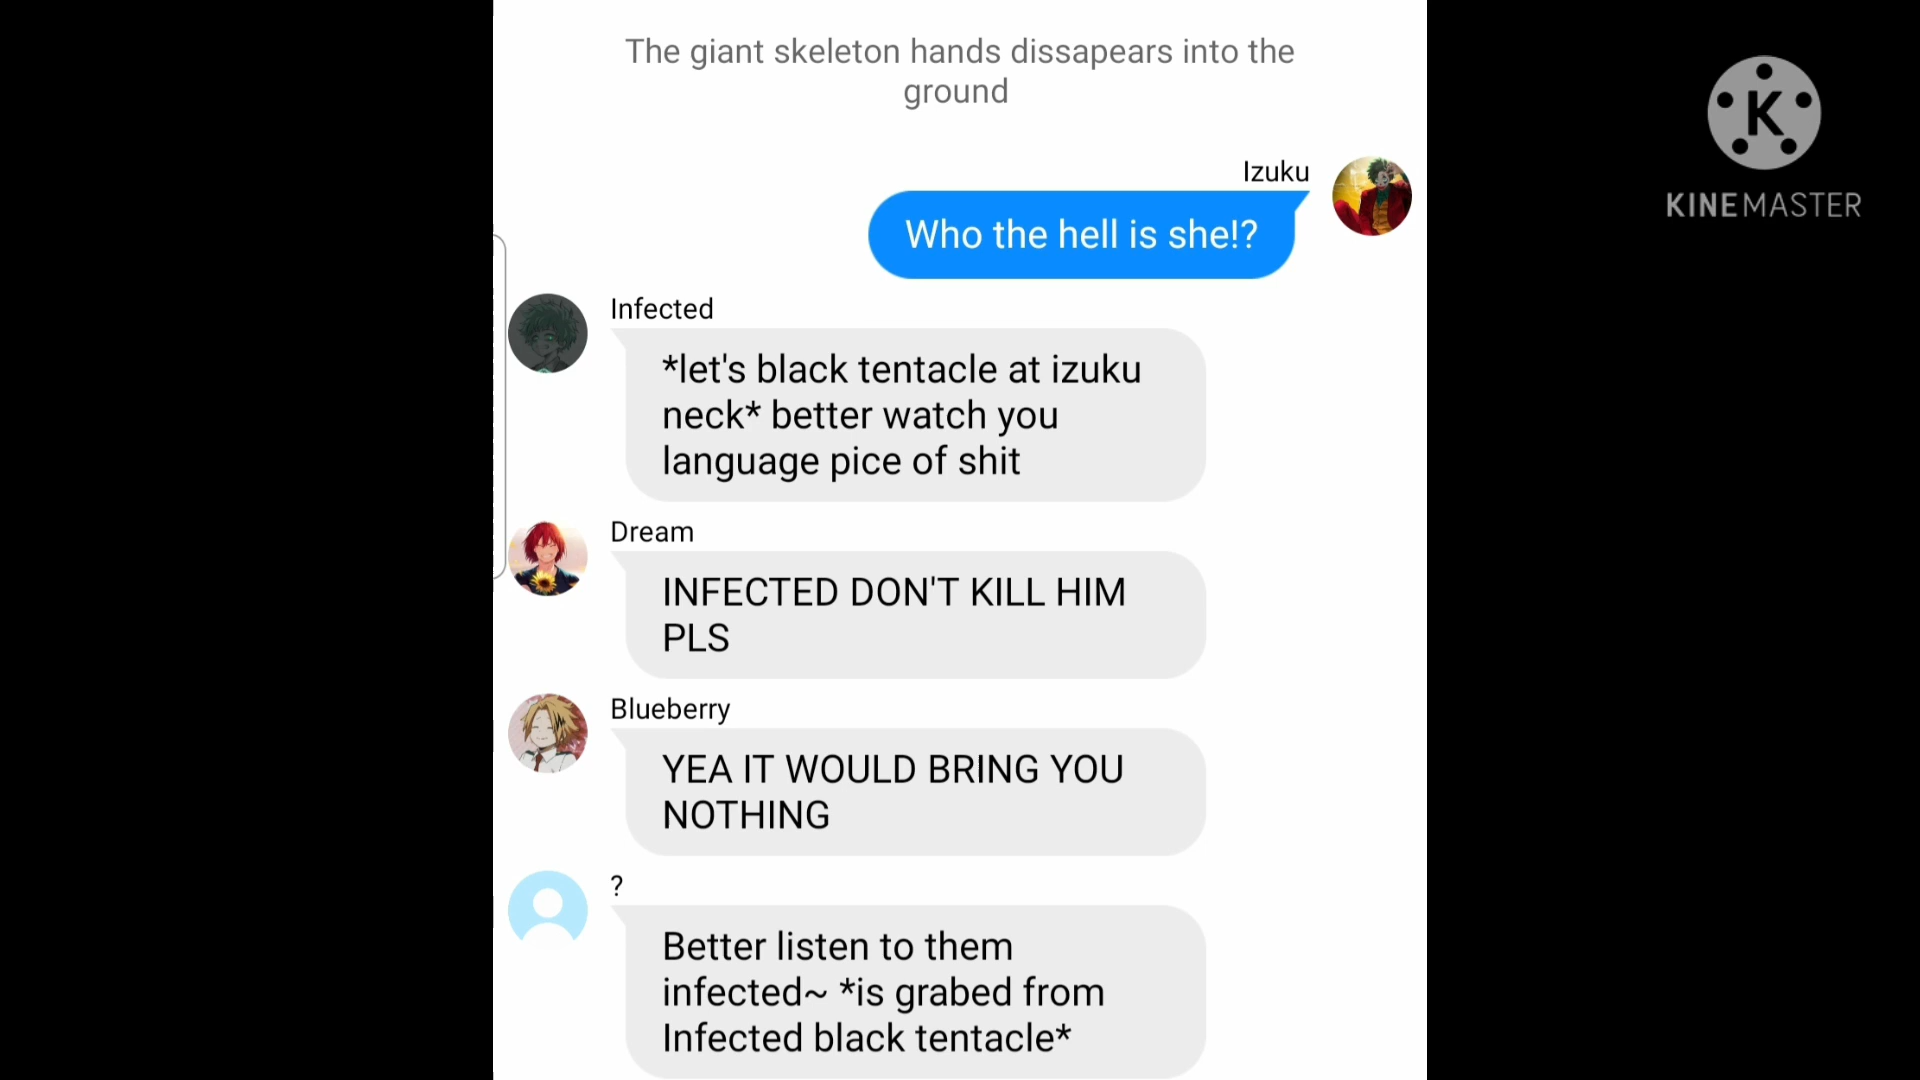 The giant skeleton hands dissapears into the
ground
K
KINEMASTER
Izuku
Who the hell is she!?
Infected
*let's black tentacle at izuku
neck* better watch you
language pice of shit
Dream
INFECTED DON'T KILL HIM
PLS
Blueberry
YEA IT WOULD BRING YOU
NOTHING
?
Better listen to them
infected~ *is grabed from
Infected black tentacle*